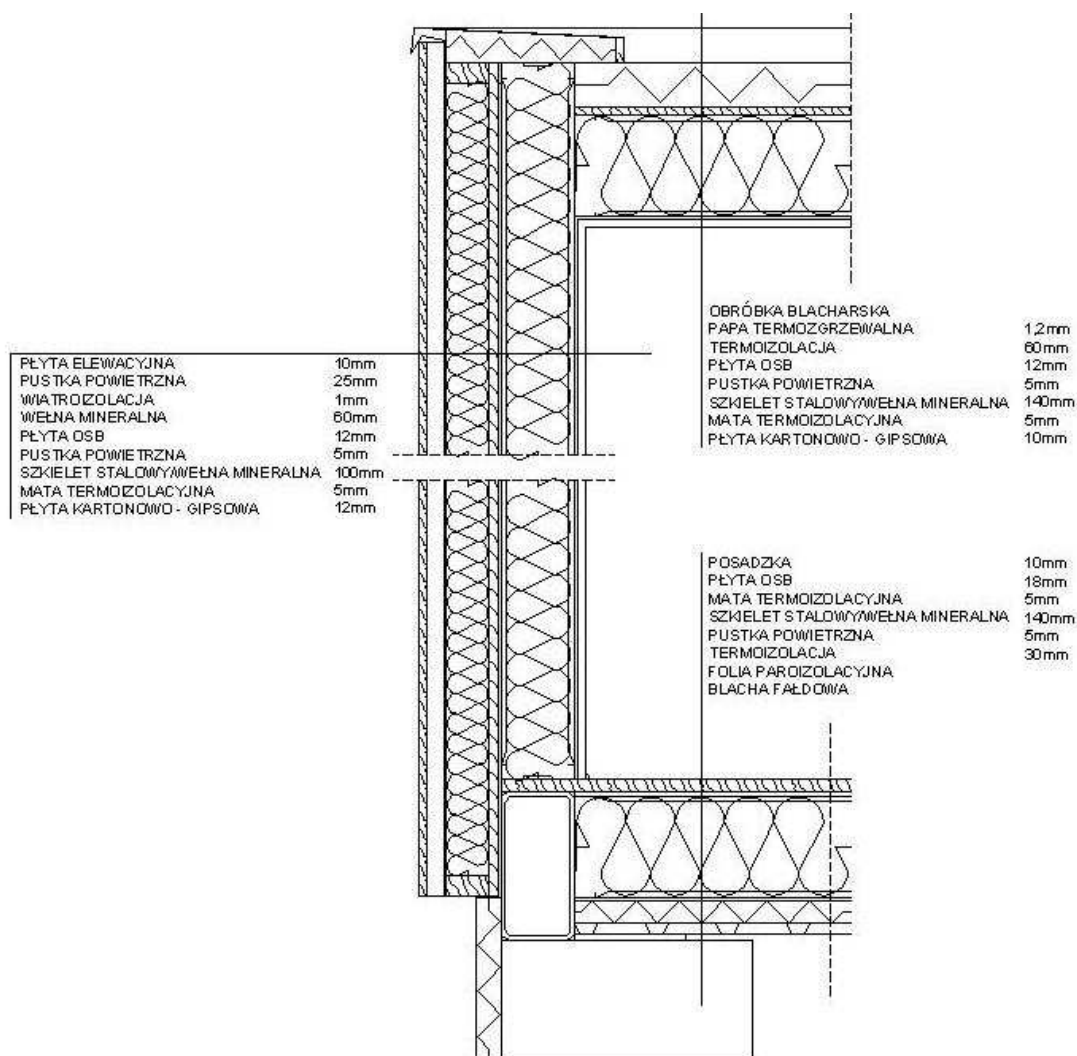 OBRÓBKA BLACHARSKA
PAPA TERMOZGRZEWALNA 1,2mm
TERMOIZOLACJA 60mm
PŁYTA OSB 12mm
PUSTKA POWIETRZNA 5mm
SZKIELET STALOWY/WEŁNA MINERALNA 140mm
MATA TERMOIZOLACYJNA 5mm
PŁYTA KARTONOWO - GIPSOWA 10mm
PŁYTA ELEWACYJNA 10mm
PUSTKA POWIETRZNA 25mm
WIATROIZOLACJA 1mm
WEŁNA MINERALNA 60mm
PŁYTA OSB 12mm
PUSTKA POWIETRZNA 5mm
SZKIELET STALOWY/WEŁNA MINERALNA 100mm
MATA TERMOIZOLACYJNA 5mm
PŁYTA KARTONOWO - GIPSOWA 12mm
POSADZKA 10mm
PŁYTA OSB 18mm
MATA TERMOIZOLACYJNA 5mm
SZKIELET STALOWY/WEŁNA MINERALNA 140mm
PUSTKA POWIETRZNA 5mm
TERMOIZOLACJA 30mm
FOLIA PAROIZOLACYJNA
BLACHA FAŁDOWA